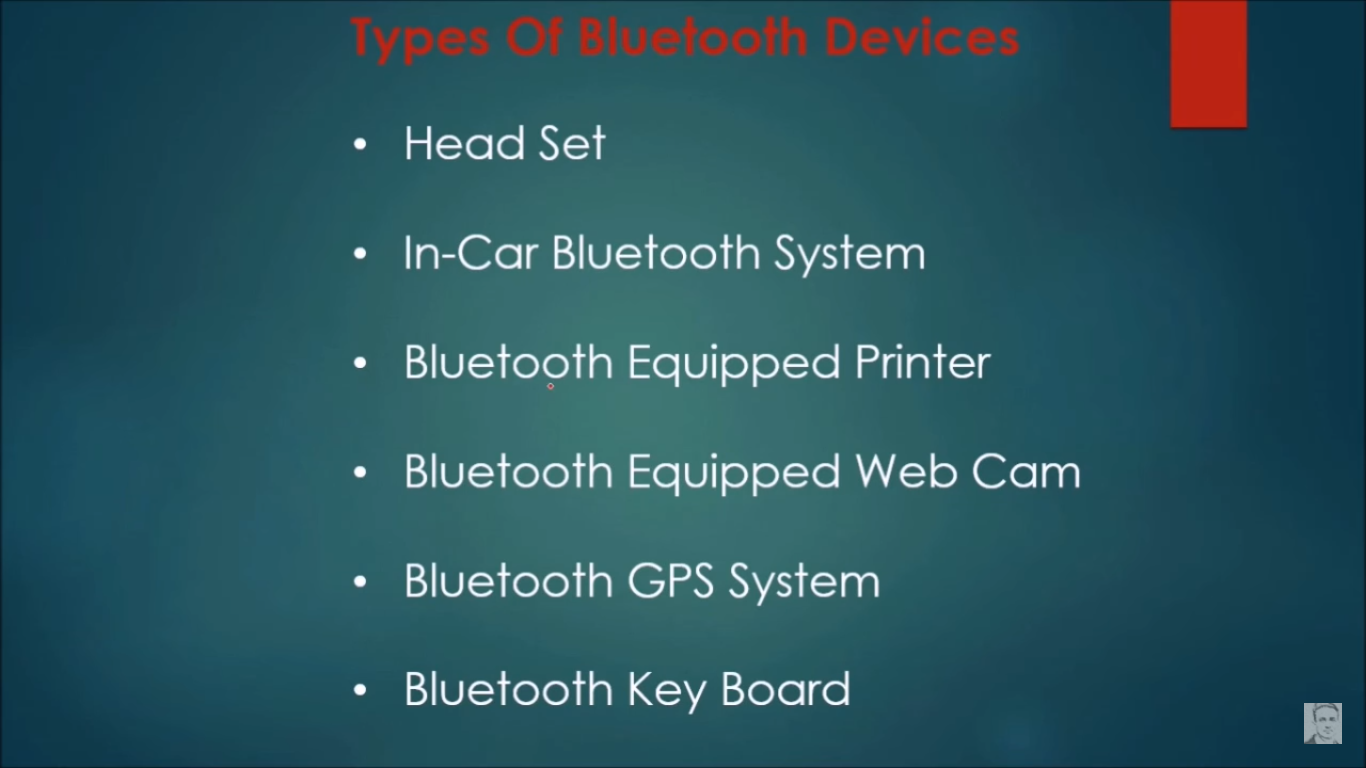 Types Of Bluetooth Devices
• Head Set
• In-Car Bluetooth System
• Bluetooth Equipped Printer
• Bluetooth Equipped Web Cam
• Bluetooth GPS System
• Bluetooth Key Board